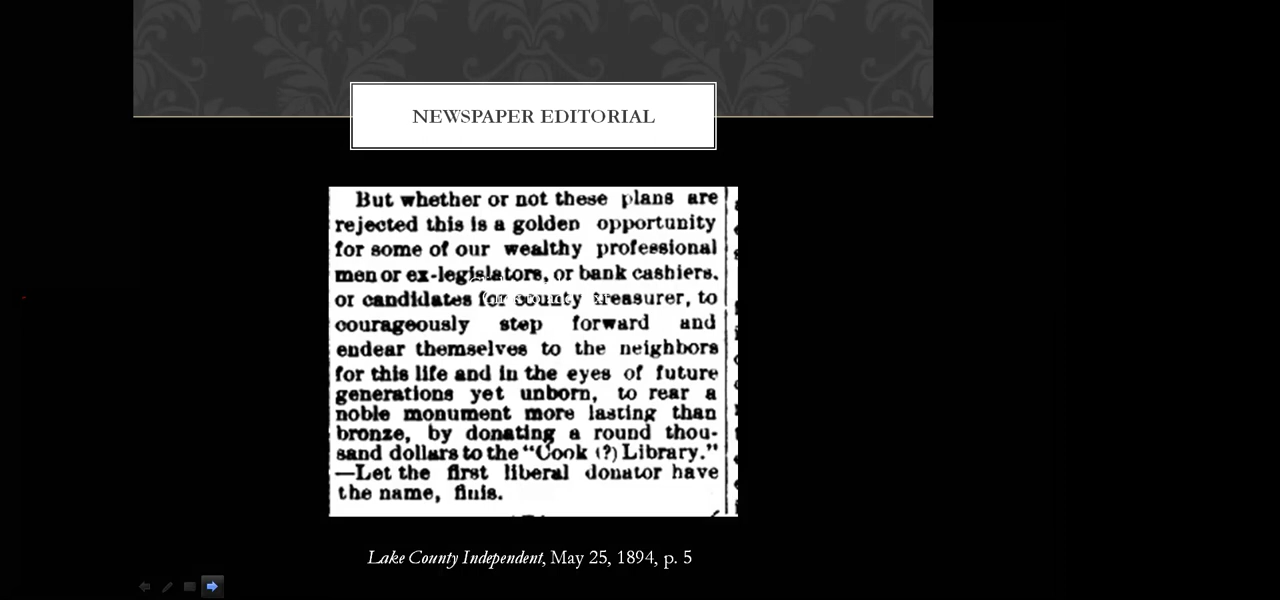 NEWSPAPER EDITORIAL
But whether or not these plans are
rejected this is a golden opportunity
for some of our wealthy professional
men or ex-legislators, or bank cashiers,
or candidates for county treasurer, to
courageously step forward and
endear themselves to the neighbors
for this life and in the eyes of future
generations yet unborn, to rear a
noble monument more lasting than
bronze, by donating a round thou-
sand dollars to the “Cook (?) Library.”
—Let the first liberal donator have
the name, finis.
Lake County Independent, May 25, 1894, p. 5